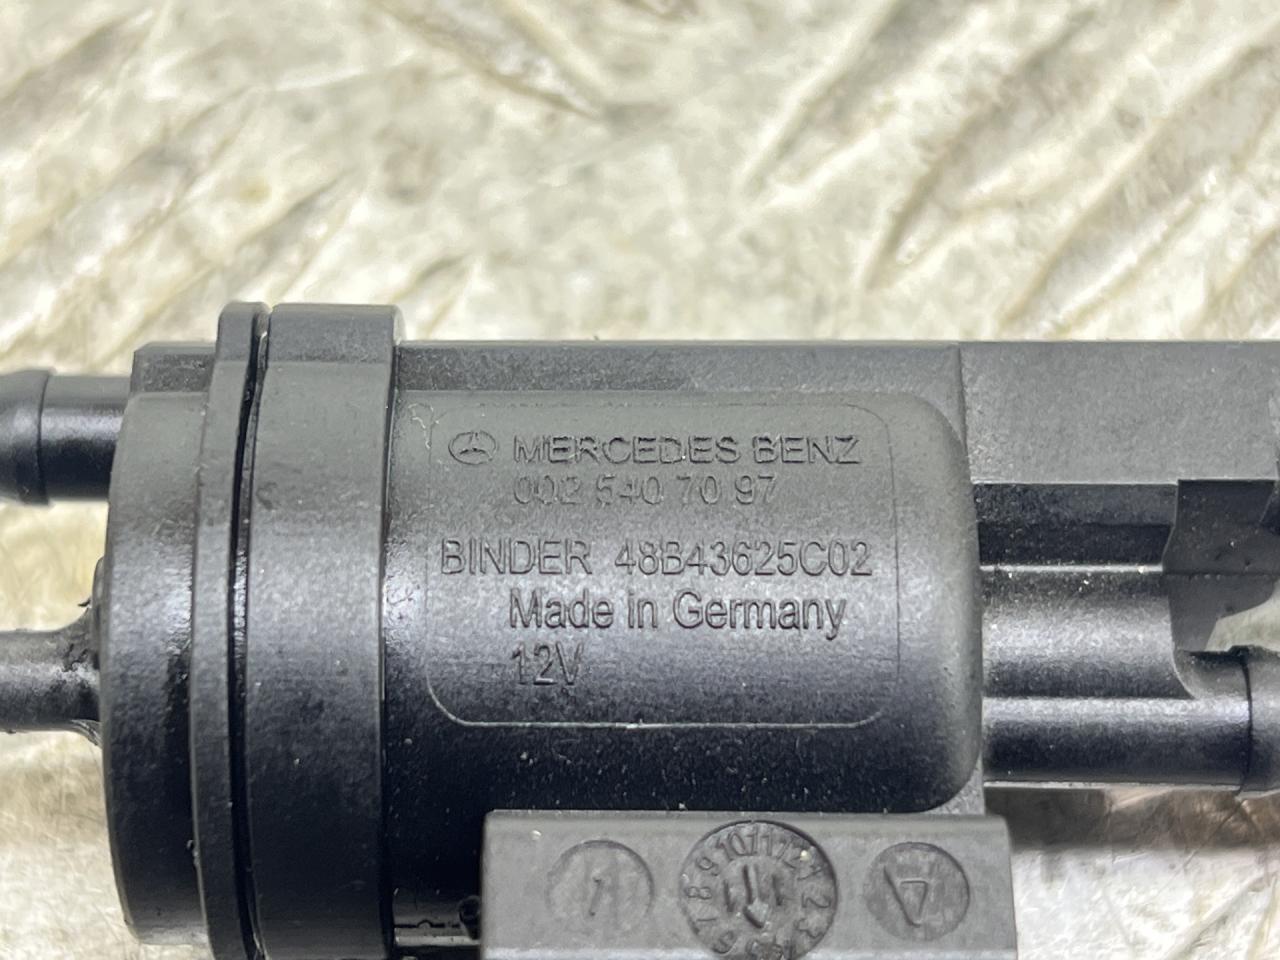 MERCEDES BENZ
002 540 70 97
BINDER 48B43625C02
Made in Germany
12V